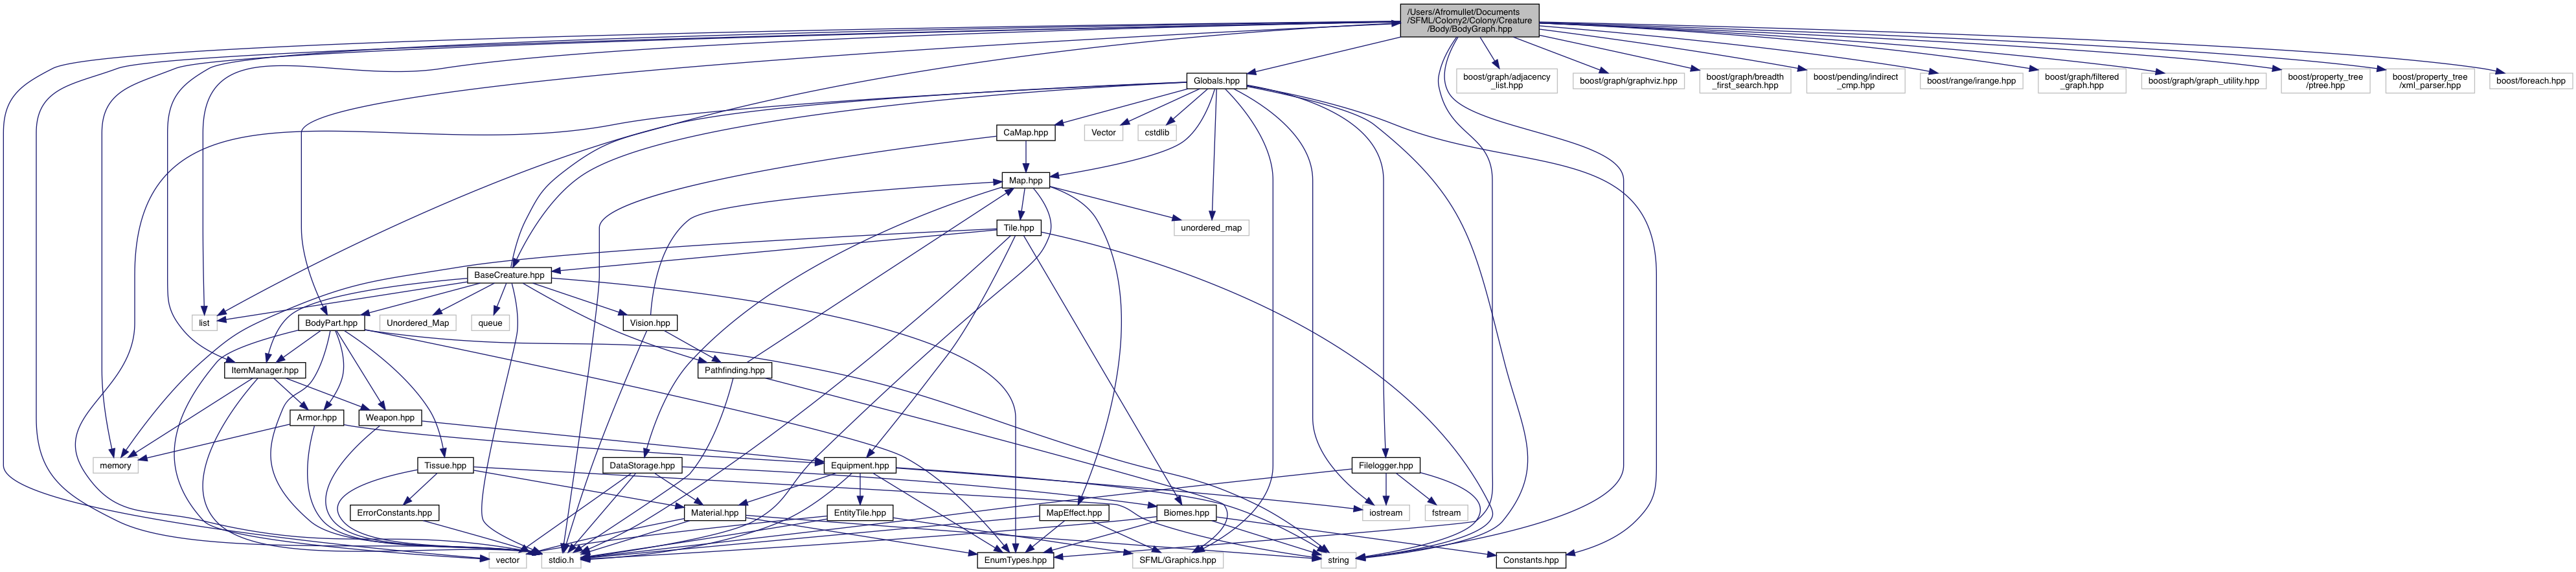 /Users/Afromullet/Documents
/SFML/Colony2/Colony/Creature
/Body/BodyGraph.hpp
Globals.hpp
boost/graph/adjacency
_list.hpp
boost/graph/graphviz.hpp
boost/graph/breadth
_first_search.hpp
boost/pending/indirect
_cmp.hpp
boost/range/irange.hpp
boost/graph/filtered
_graph.hpp
boost/graph/graph_utility.hpp
boost/property_tree
/ptree.hpp
boost/property_tree
/xml_parser.hpp
boost/foreach.hpp
CaMap.hpp
Vector
cstdlib
Map.hpp
Tile.hpp
unordered_map
BaseCreature.hpp
list
BodyPart.hpp
Unordered_Map
queue
Vision.hpp
ItemManager.hpp
Pathfinding.hpp
Armor.hpp
Weapon.hpp
memory
Tissue.hpp
DataStorage.hpp
Equipment.hpp
Filelogger.hpp
ErrorConstants.hpp
Material.hpp
EntityTile.hpp
MapEffect.hpp
Biomes.hpp
iostream
fstream
vector
stdio.h
EnumTypes.hpp
SFML/Graphics.hpp
string
Constants.hpp